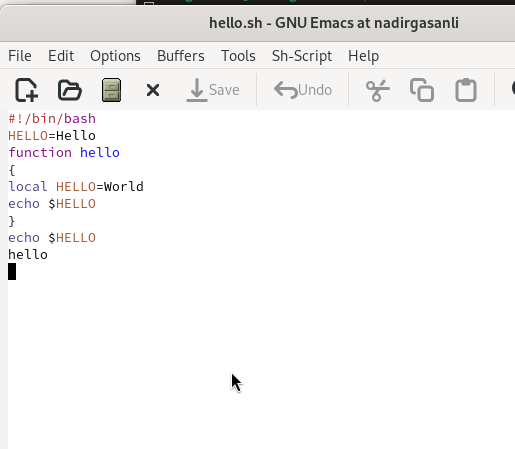 hello.sh - GNU Emacs at nadirgasanli
File Edit Options Buffers Tools Sh-Script Help
Save Undo
#!/bin/bash
HELLO=Hello
function hello
{
local HELLO=World
echo $HELLO
}
echo $HELLO
hello